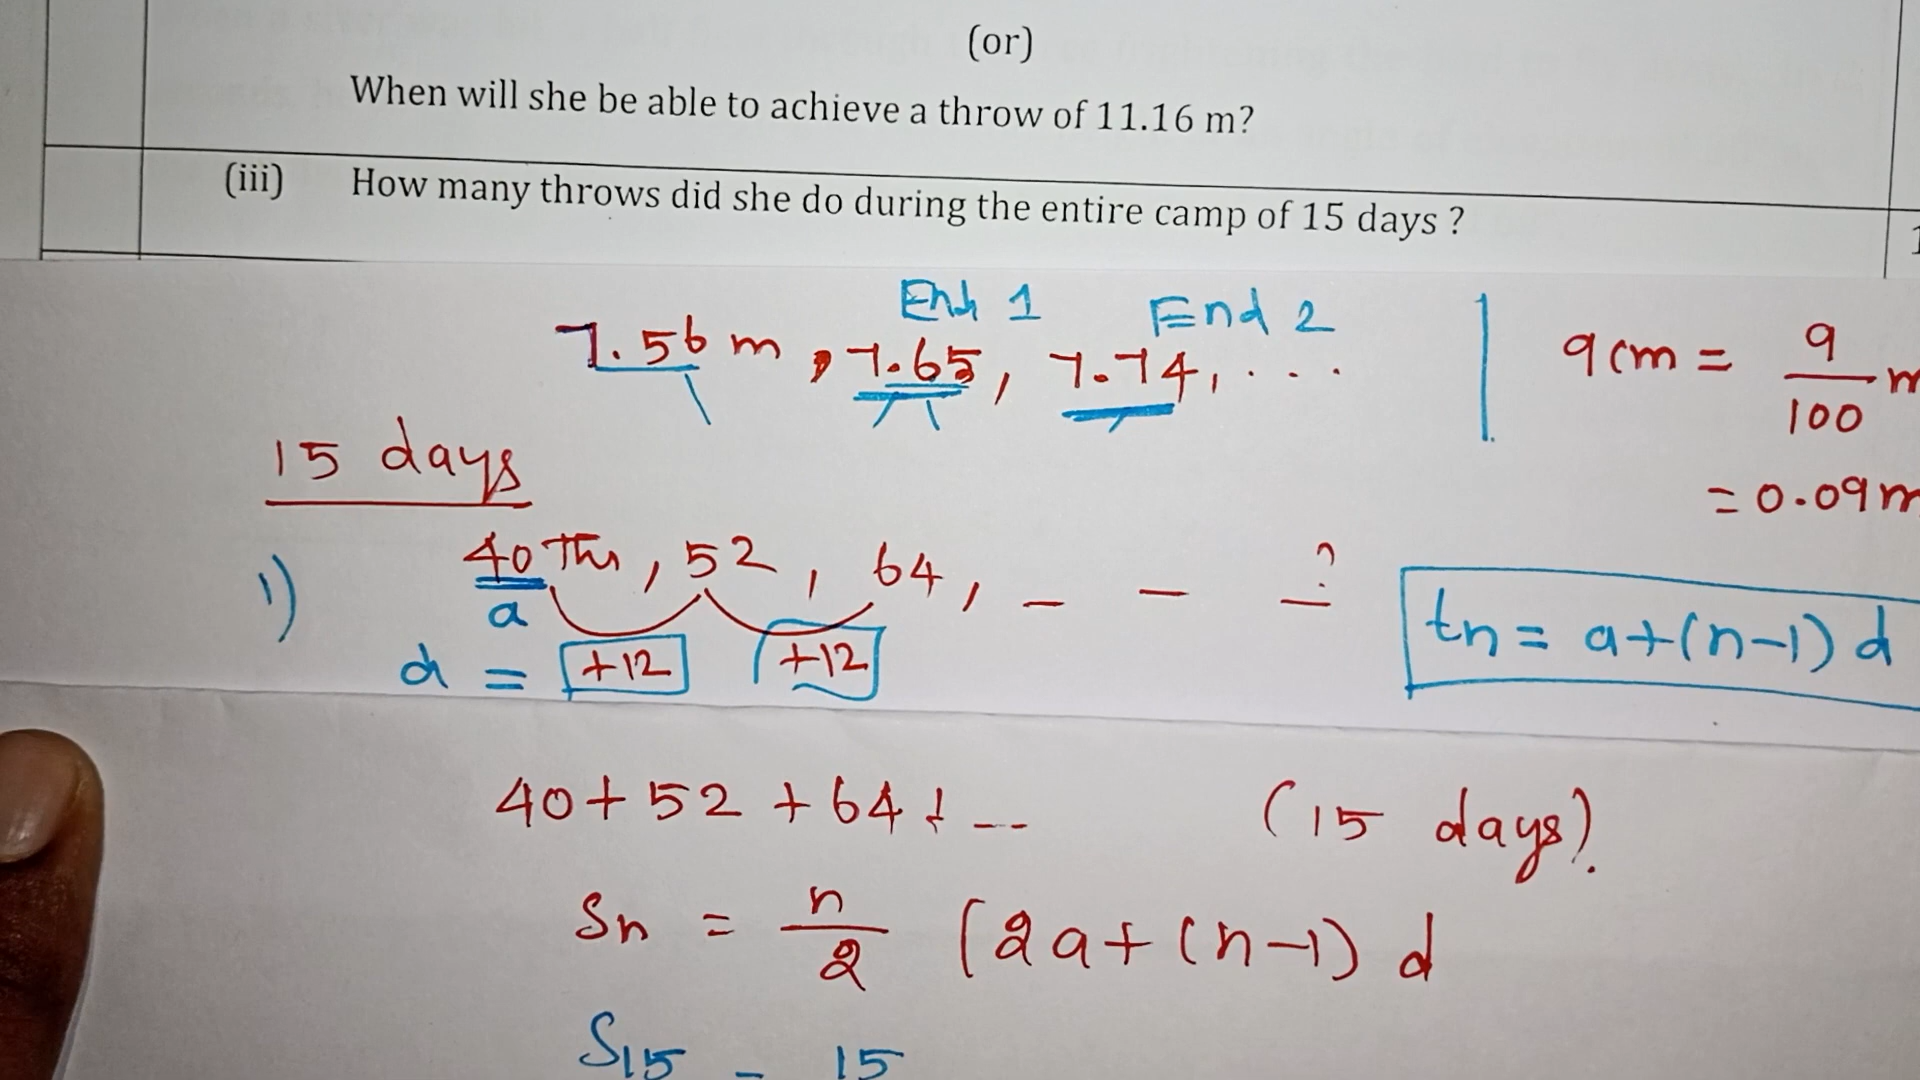 (or)
When will she be able to achieve a throw of 11.16 m?
(iii) How many throws did she do during the entire camp of 15 days ?
End 1 End 2
7.56 m , 7.65, 7.74, . . .
9 cm = 9/100 m
= 0.09 m
15 days
1) 40 Ths , 52 , 64 , _ _ _ ?
a
d = +12 +12
tn = a+(n-1) d
40 + 52 + 64 + -- (15 days).
Sn = n/2 [2a+(n-1) d
S15 = 15